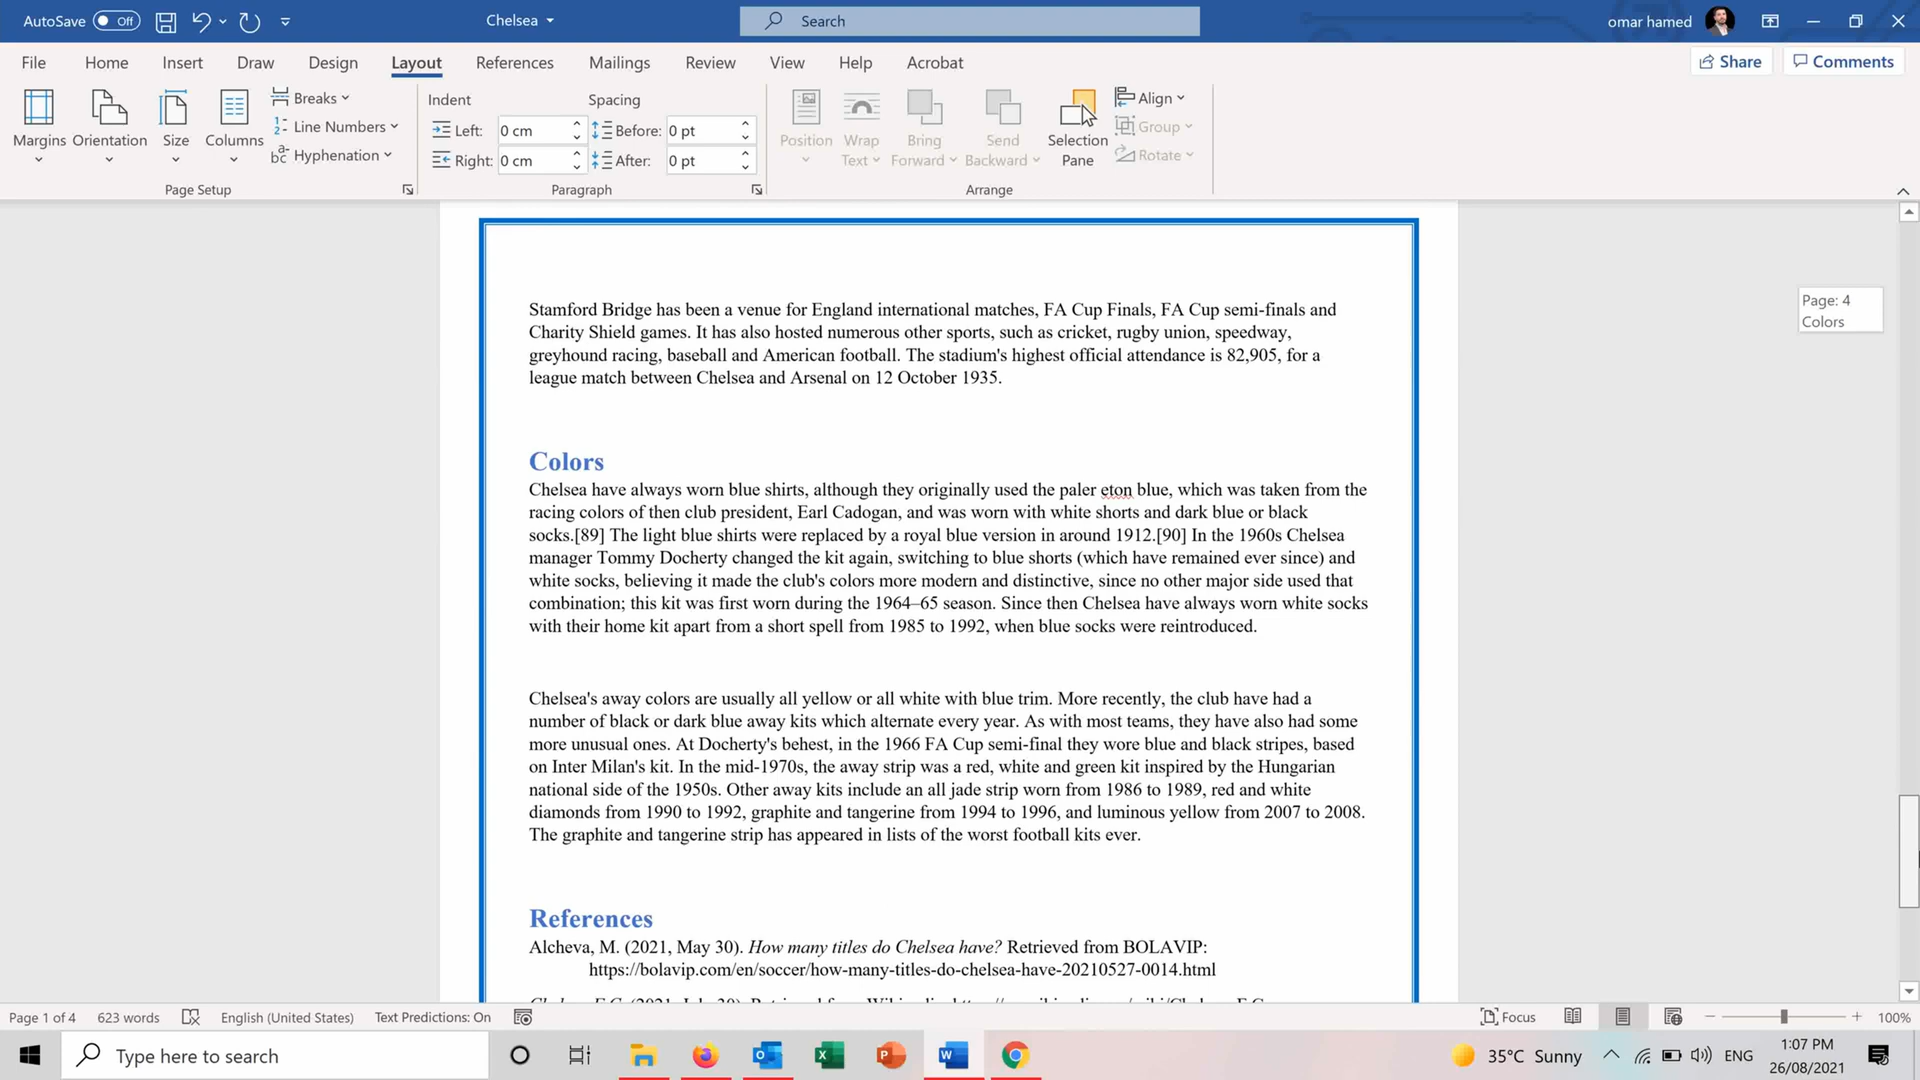 AutoSave Off Chelsea Search omar hamed
File Home Insert Draw Design Layout References Mailings Review View Help Acrobat Share Comments
Margins Orientation Size Columns
Breaks
Line Numbers
Hyphenation
Page Setup
Indent Spacing
Left: 0 cm Before: 0 pt
Right: 0 cm After: 0 pt
Paragraph
Position Wrap Text Bring Forward Send Backward Selection Pane
Align
Group
Rotate
Arrange
Page: 4
Colors
Stamford Bridge has been a venue for England international matches, FA Cup Finals, FA Cup semi-finals and
Charity Shield games. It has also hosted numerous other sports, such as cricket, rugby union, speedway,
greyhound racing, baseball and American football. The stadium's highest official attendance is 82,905, for a
league match between Chelsea and Arsenal on 12 October 1935.
Colors
Chelsea have always worn blue shirts, although they originally used the paler eton blue, which was taken from the
racing colors of then club president, Earl Cadogan, and was worn with white shorts and dark blue or black
socks.[89] The light blue shirts were replaced by a royal blue version in around 1912.[90] In the 1960s Chelsea
manager Tommy Docherty changed the kit again, switching to blue shorts (which have remained ever since) and
white socks, believing it made the club's colors more modern and distinctive, since no other major side used that
combination; this kit was first worn during the 1964–65 season. Since then Chelsea have always worn white socks
with their home kit apart from a short spell from 1985 to 1992, when blue socks were reintroduced.
Chelsea's away colors are usually all yellow or all white with blue trim. More recently, the club have had a
number of black or dark blue away kits which alternate every year. As with most teams, they have also had some
more unusual ones. At Docherty's behest, in the 1966 FA Cup semi-final they wore blue and black stripes, based
on Inter Milan's kit. In the mid-1970s, the away strip was a red, white and green kit inspired by the Hungarian
national side of the 1950s. Other away kits include an all jade strip worn from 1986 to 1989, red and white
diamonds from 1990 to 1992, graphite and tangerine from 1994 to 1996, and luminous yellow from 2007 to 2008.
The graphite and tangerine strip has appeared in lists of the worst football kits ever.
References
Alcheva, M. (2021, May 30). How many titles do Chelsea have? Retrieved from BOLAVIP:
https://bolavip.com/en/soccer/how-many-titles-do-chelsea-have-20210527-0014.html
Page 1 of 4 623 words English (United States) Text Predictions: On Focus 100%
Type here to search 35°C Sunny ENG 1:07 PM
26/08/2021